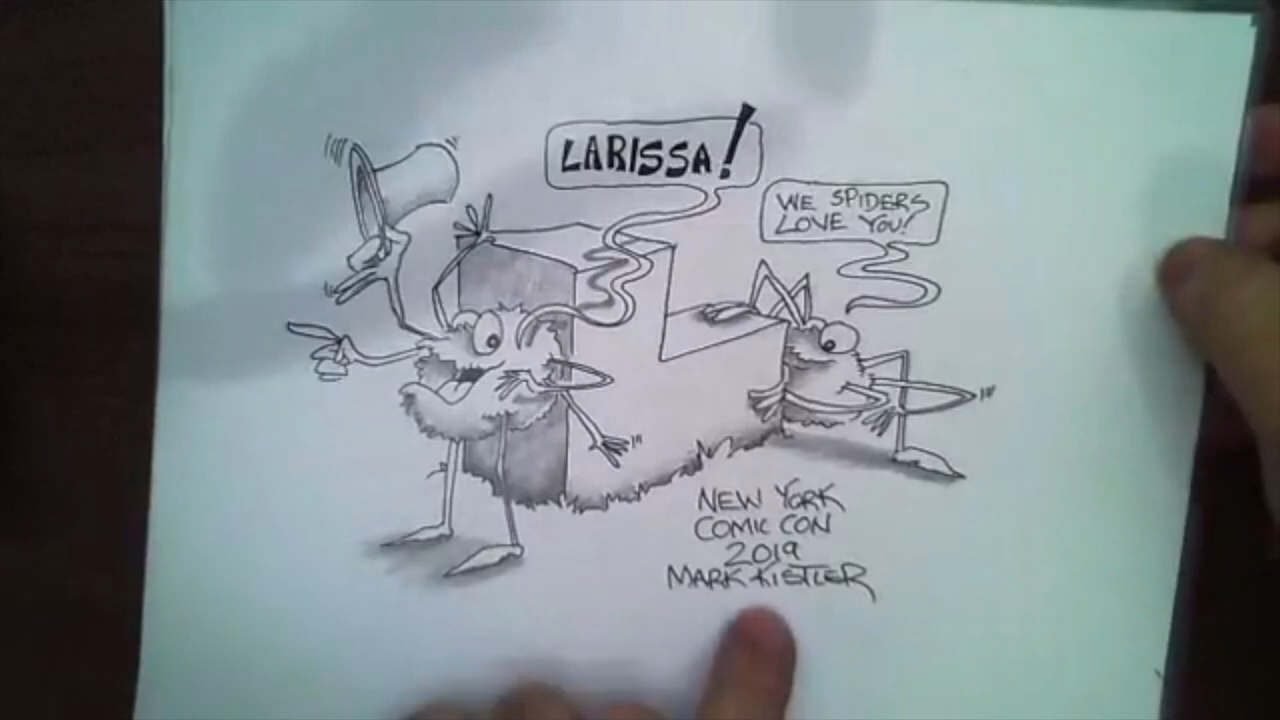 LARISSA!
WE SPIDERS
LOVE YOU!
NEW YORK
COMIC CON
2019
MARK KISTLER